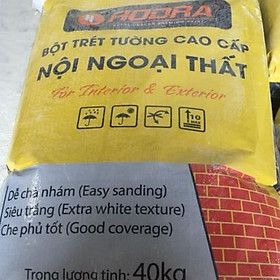 RODRA
BỘT TRÉT TƯỜNG CAO CẤP
NỘI NGOẠI THẤT
For Interior & Exterior
Dễ chà nhám (Easy sanding)
Siêu trắng (Extra white texture)
Che phủ tốt (Good coverage)
Trọng lượng tịnh: 40kg